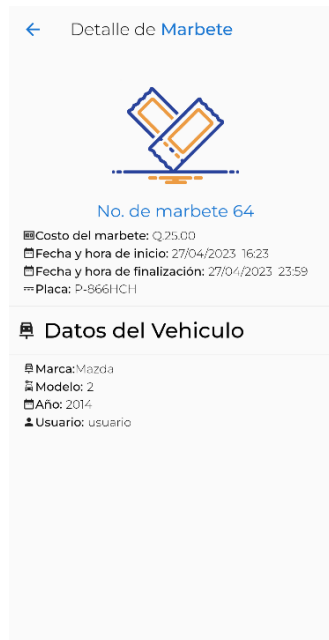 Detalle de Marbete
No. de marbete 64
Costo del marbete: Q.25.00
Fecha y hora de inicio: 27/04/2023 16:23
Fecha y hora de finalización: 27/04/2023 23:59
Placa: P-866HCH
Datos del Vehiculo
Marca:Mazda
Modelo: 2
Año: 2014
Usuario: usuario